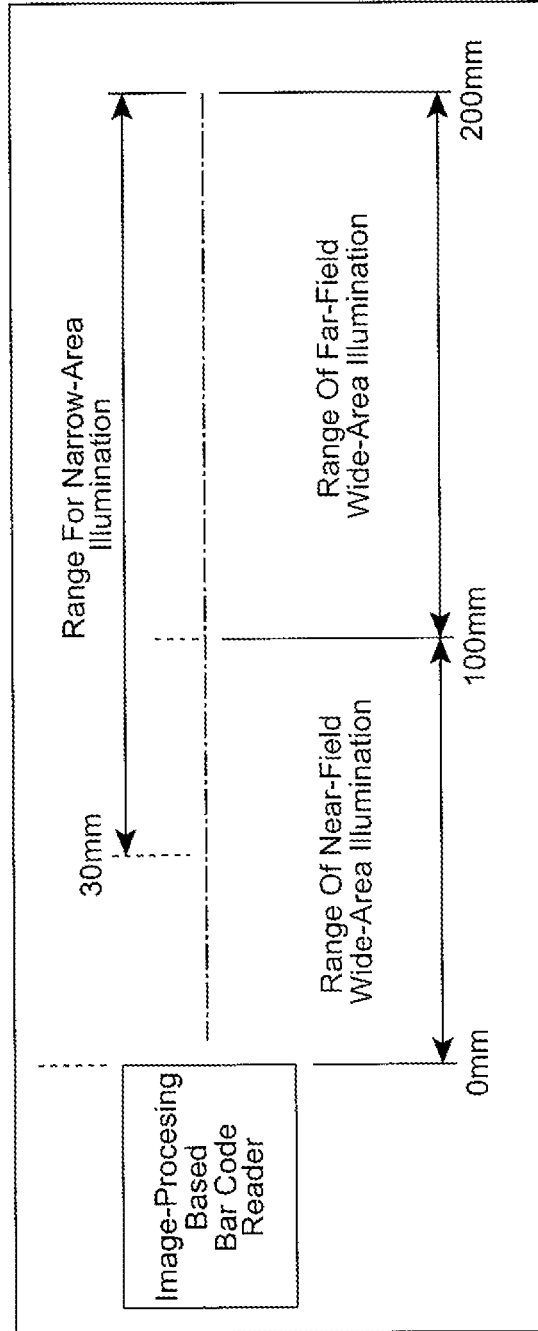 Image-Procesing
Based
Bar Code
Reader
30mm
Range For Narrow-Area
Illumination
Range Of Near-Field
Wide-Area Illumination
Range Of Far-Field
Wide-Area Illumination
0mm
100mm
200mm